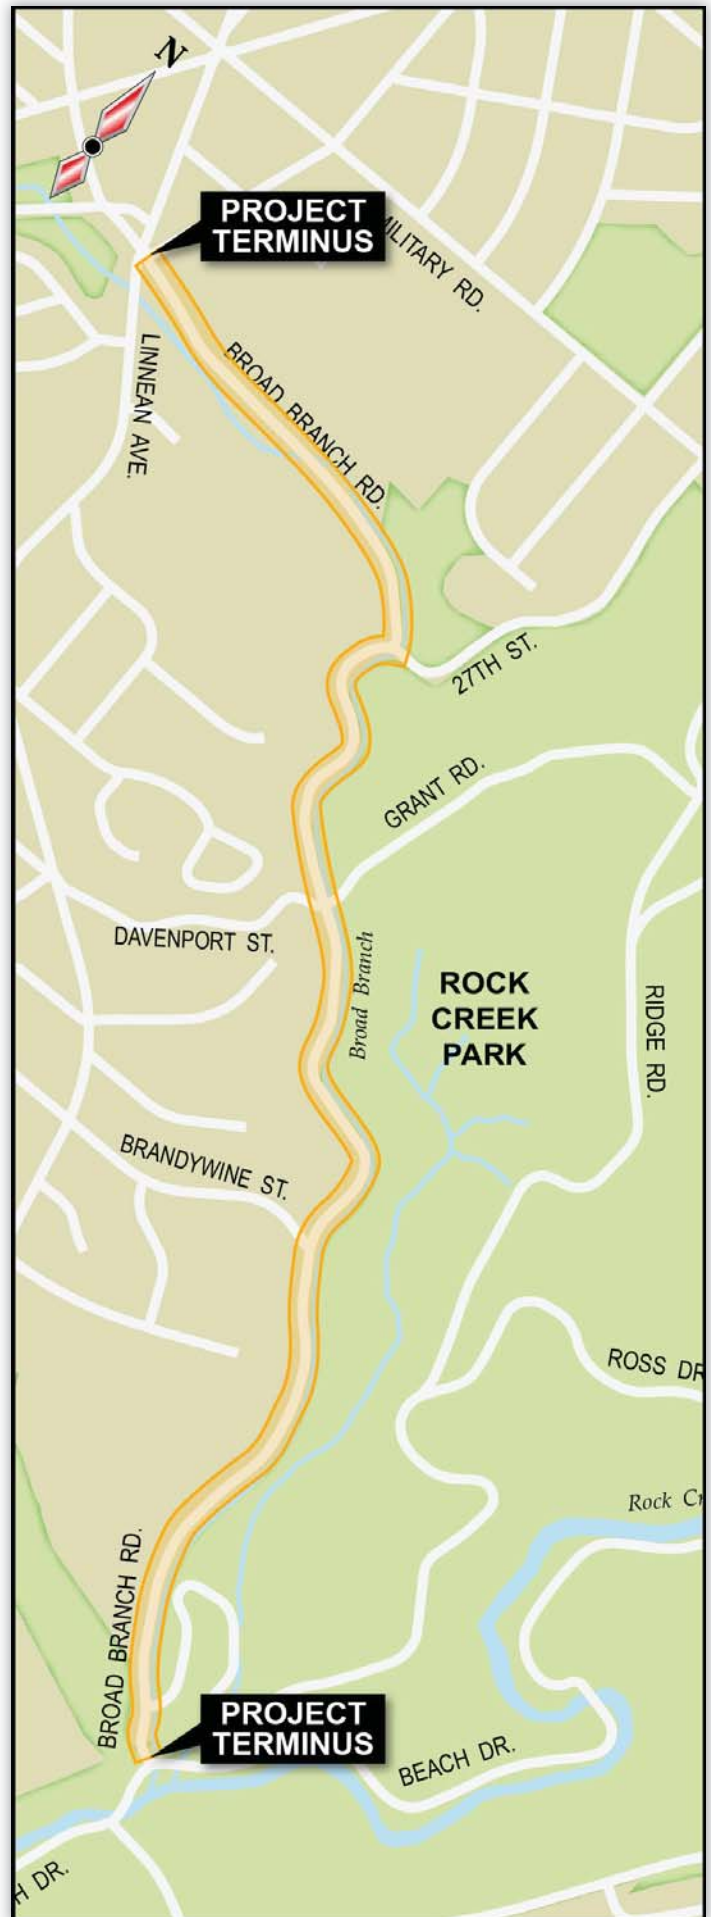 N
PROJECT
TERMINUS
MILITARY RD.
LINNEAN AVE.
BROAD BRANCH RD.
27TH ST.
GRANT RD.
DAVENPORT ST.
Broad Branch
ROCK
CREEK
PARK
RIDGE RD.
BRANDYWINE ST.
ROSS DR
Rock Cr
BROAD BRANCH RD.
PROJECT
TERMINUS
BEACH DR.
H DR.